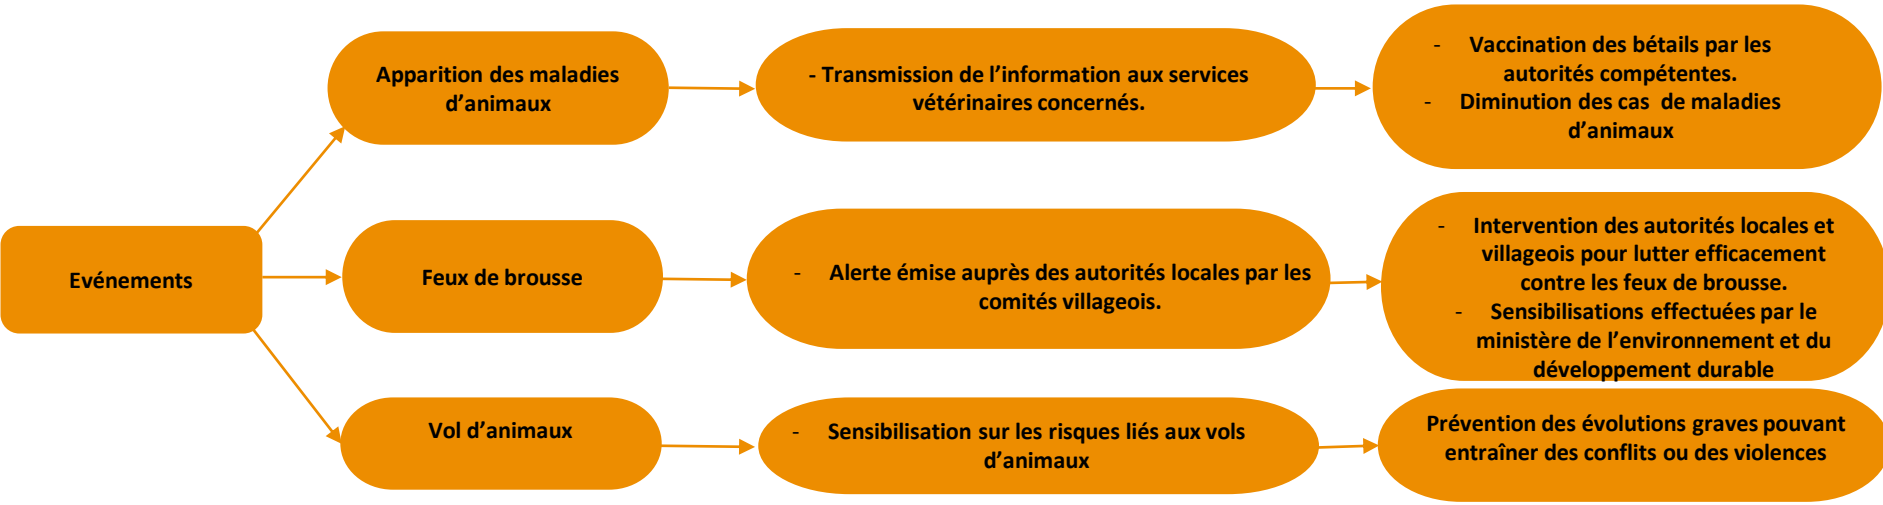 Evénements
Apparition des maladies
d’animaux
- Transmission de l’information aux services
vétérinaires concernés.
- Vaccination des bétails par les
autorités compétentes.
- Diminution des cas de maladies
d’animaux
Feux de brousse
- Alerte émise auprès des autorités locales par les
comités villageois.
- Intervention des autorités locales et
villageois pour lutter efficacement
contre les feux de brousse.
- Sensibilisations effectuées par le
ministère de l’environnement et du
développement durable
Vol d’animaux
- Sensibilisation sur les risques liés aux vols
d’animaux
Prévention des évolutions graves pouvant
entraîner des conflits ou des violences